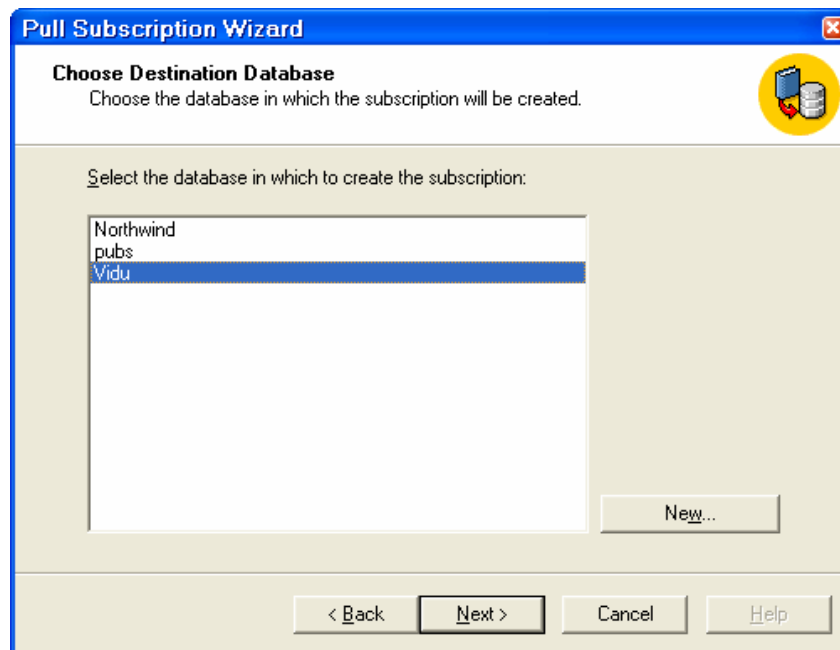 Pull Subscription Wizard
Choose Destination Database
Choose the database in which the subscription will be created.
Select the database in which to create the subscription:
Northwind
pubs
Vidu
New...
< Back Next > Cancel Help